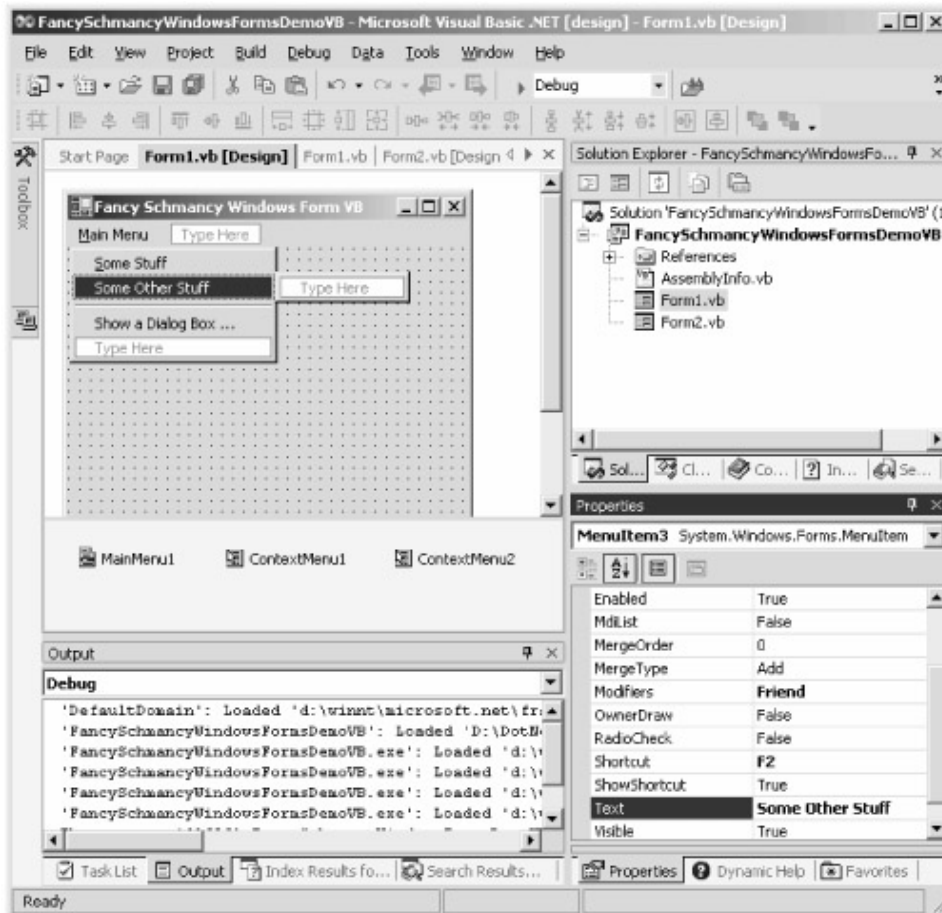 FancySchmancyWindowsFormsDemoVB - Microsoft Visual Basic .NET [design] - Form1.vb [Design]
File Edit View Project Build Debug Data Tools Window Help
Debug
Toolbox
Start Page Form1.vb [Design] Form1.vb Form2.vb [Design
Fancy Schmancy Windows Form VB
Main Menu Type Here
Some Stuff
Some Other Stuff Type Here
Show a Dialog Box ...
Type Here
MainMenu1 ContextMenu1 ContextMenu2
Output
Debug
'DefaultDomain': Loaded 'd:\winnt\microsoft.net\fr
'FancySchmancyWindowsFormsDemoVB': Loaded 'D:\DotN
'FancySchmancyWindowsFormsDemoVB.exe': Loaded 'd:\
'FancySchmancyWindowsFormsDemoVB.exe': Loaded 'd:\
'FancySchmancyWindowsFormsDemoVB.exe': Loaded 'd:\
'FancySchmancyWindowsFormsDemoVB.exe': Loaded 'd:\
Task List Output Index Results fo... Search Results...
Solution Explorer - FancySchmancyWindowsFo...
Solution 'FancySchmancyWindowsFormsDemoVB' (
FancySchmancyWindowsFormsDemoVB
References
AssemblyInfo.vb
Form1.vb
Form2.vb
Sol... Cl... Co... In... Se...
Properties
MenuItem3 System.Windows.Forms.MenuItem
Enabled True
MdiList False
MergeOrder 0
MergeType Add
Modifiers Friend
OwnerDraw False
RadioCheck False
Shortcut F2
ShowShortcut True
Text Some Other Stuff
Visible True
Properties Dynamic Help Favorites
Ready